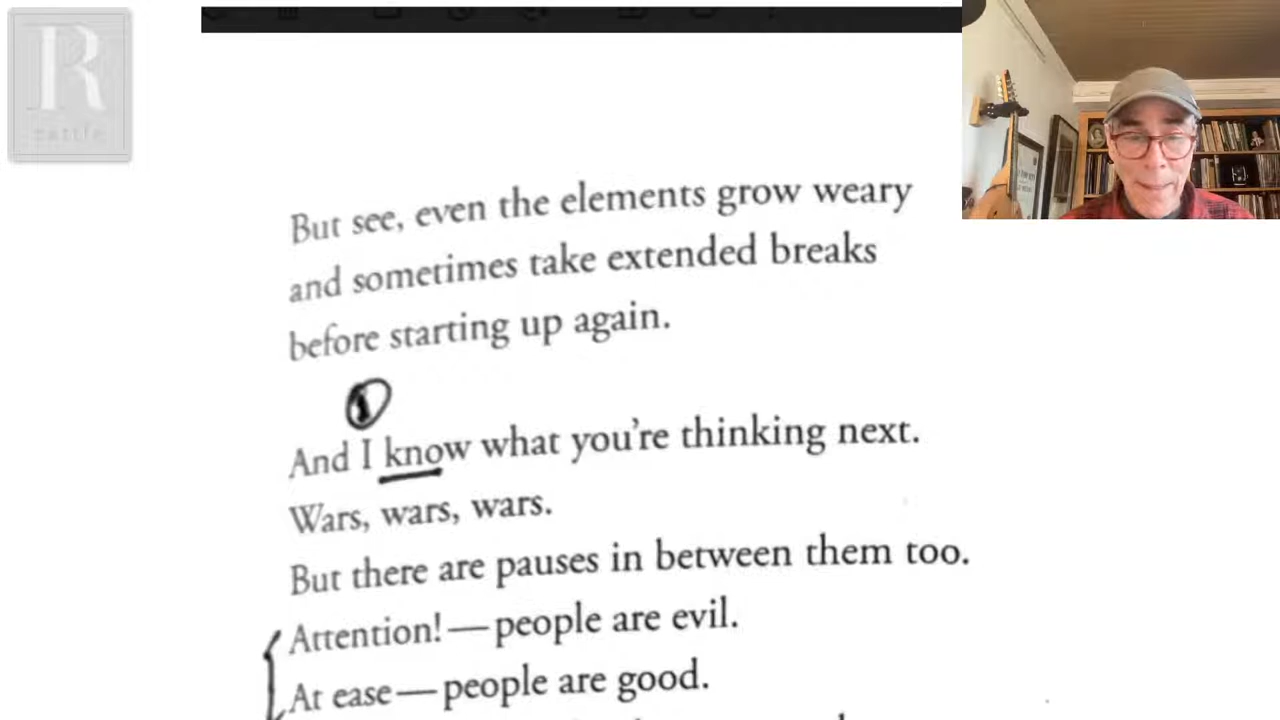 R
rattle
But see, even the elements grow weary
and sometimes take extended breaks
before starting up again.
And I know what you're thinking next.
Wars, wars, wars.
But there are pauses in between them too.
Attention!—people are evil.
At ease—people are good.